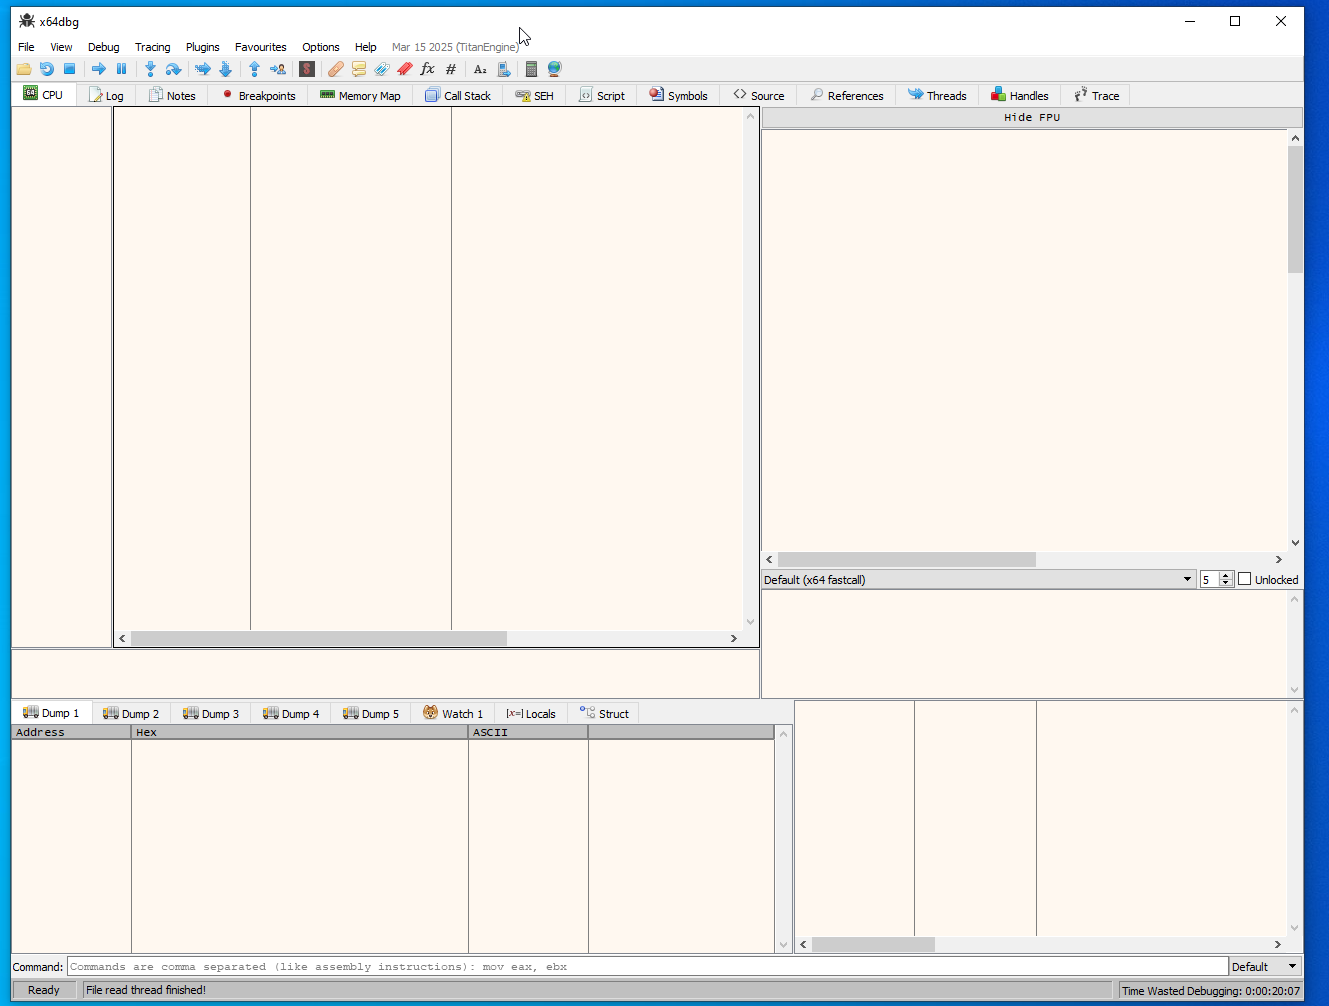 x64dbg
File View Debug Tracing Plugins Favourites Options Help Mar 15 2025 (TitanEngine)
CPU Log Notes Breakpoints Memory Map Call Stack SEH Script Symbols Source References Threads Handles Trace
Hide FPU
Default (x64 fastcall) 5 Unlocked
Dump 1 Dump 2 Dump 3 Dump 4 Dump 5 Watch 1 [x=] Locals Struct
Address Hex ASCII
Command: Commands are comma separated (like assembly instructions): mov eax, ebx Default
Ready File read thread finished! Time Wasted Debugging: 0:00:20:07